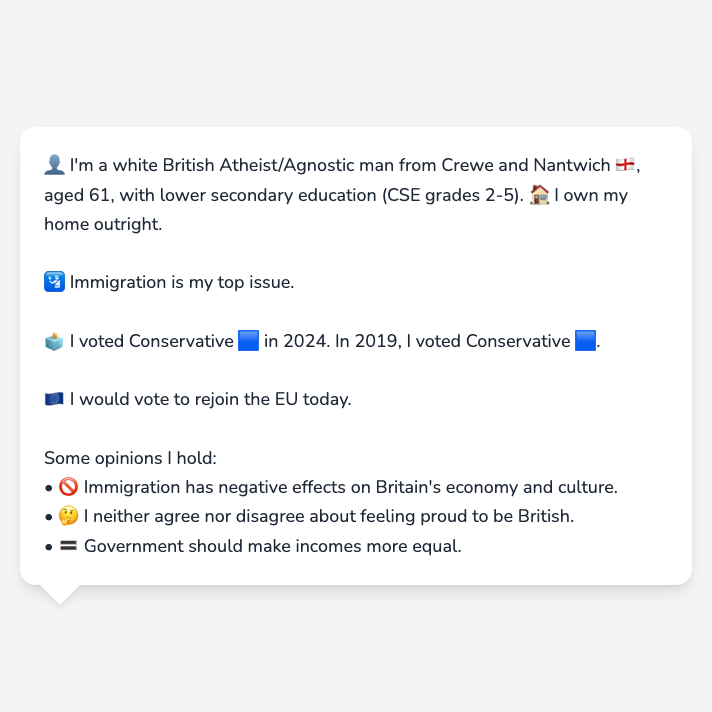 👤 I'm a white British Atheist/Agnostic man from Crewe and Nantwich 🏴󠁧󠁢󠁥󠁮󠁧󠁿,
aged 61, with lower secondary education (CSE grades 2-5). 🏠 I own my
home outright.
🛂 Immigration is my top issue.
🗳️ I voted Conservative 🟦 in 2024. In 2019, I voted Conservative 🟦.
🇪🇺 I would vote to rejoin the EU today.
Some opinions I hold:
• 🚫 Immigration has negative effects on Britain's economy and culture.
• 🤔 I neither agree nor disagree about feeling proud to be British.
• 🟰 Government should make incomes more equal.